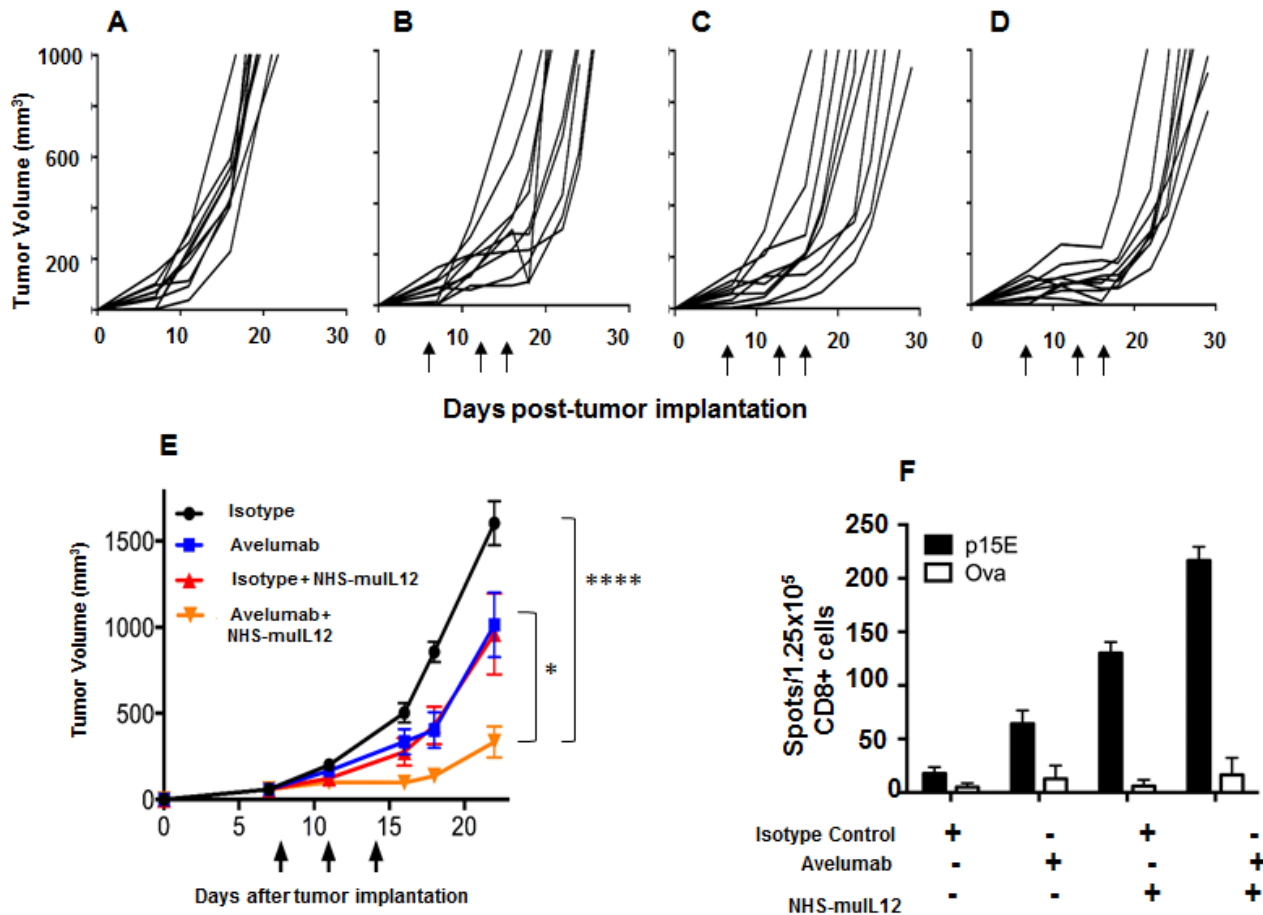 A B C D
Tumor Volume (mm³)
1000
600
200
0 10 20 30
0 10 20 30
0 10 20 30
0 10 20 30
Days post-tumor implantation
E
Isotype
Avelumab
Isotype+NHS-muIL12
Avelumab+
NHS-muIL12
****
*
Tumor Volume (mm³)
1500
1000
500
0
0 5 10 15 20
Days after tumor implantation
F
p15E
Ova
Spots/1.25x10⁵
CD8+ cells
250
200
150
100
50
0
Isotype Control + - + -
Avelumab - + - +
NHS-muIL12 - - + +